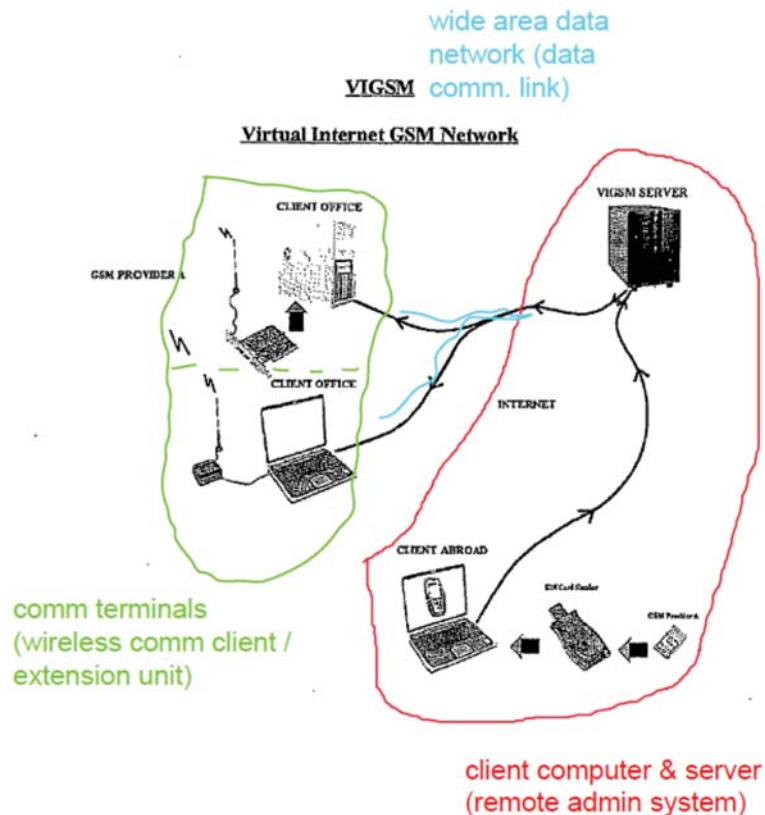 wide area data
network (data
comm. link)
VIGSM
Virtual Internet GSM Network
CLIENT OFFICE
VIGSM SERVER
GSM PROVIDER A
CLIENT OFFICE
INTERNET
CLIENT ABROAD
SIM Card Reader
GSM Provider A
comm terminals
(wireless comm client /
extension unit)
client computer & server
(remote admin system)